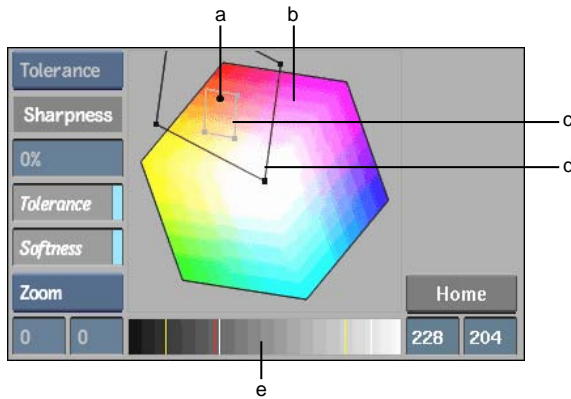 a
b
Tolerance
Sharpness
c
0%
d
Tolerance
Softness
Zoom
Home
0 0
228 204
e